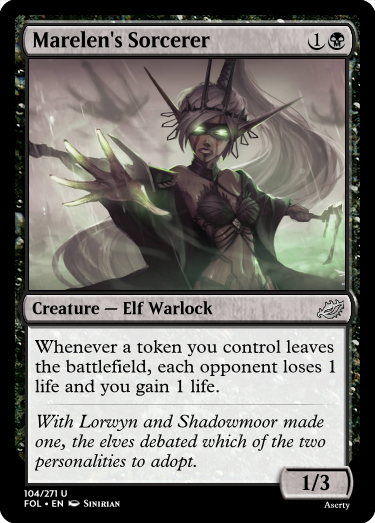 Marelen's Sorcerer 1
Creature — Elf Warlock
Whenever a token you control leaves
the battlefield, each opponent loses 1
life and you gain 1 life.
With Lorwyn and Shadowmoor made
one, the elves debated which of the two
personalities to adopt.
1/3
104/271 U
FOL • EN Sinirian
Aserty